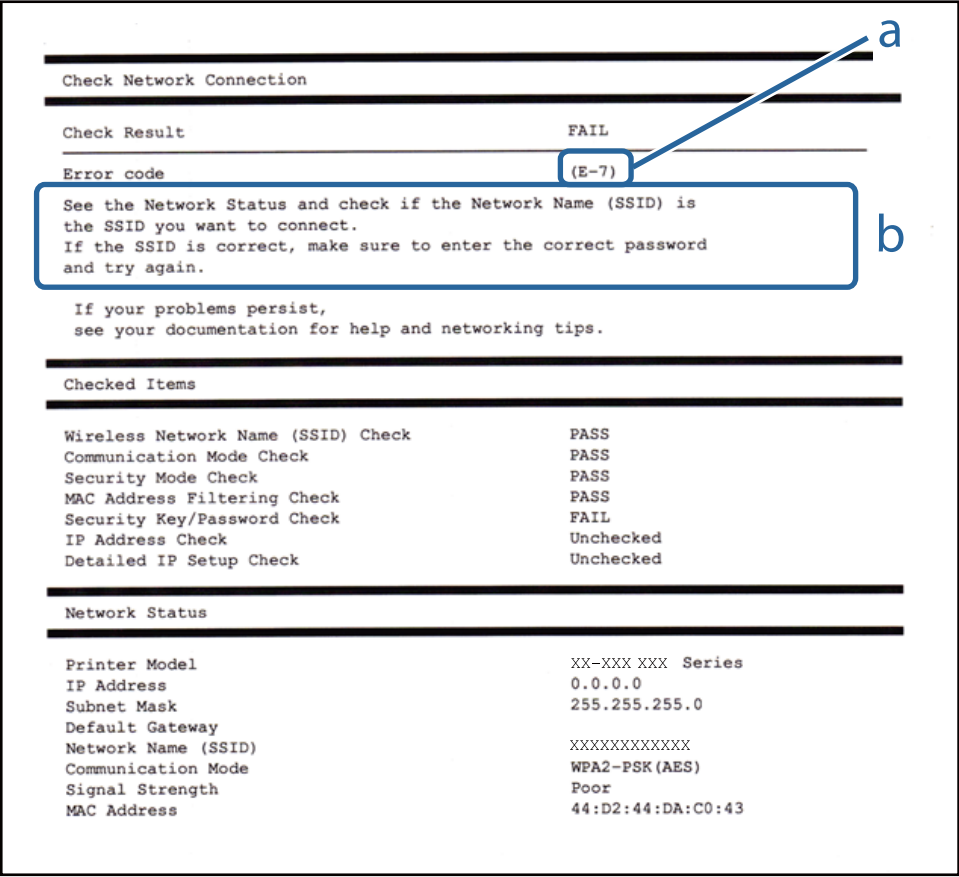 a
Check Network Connection
Check Result FAIL
Error code (E-7)
See the Network Status and check if the Network Name (SSID) is
the SSID you want to connect.
If the SSID is correct, make sure to enter the correct password
and try again.
b
If your problems persist,
see your documentation for help and networking tips.
Checked Items
Wireless Network Name (SSID) Check PASS
Communication Mode Check PASS
Security Mode Check PASS
MAC Address Filtering Check PASS
Security Key/Password Check FAIL
IP Address Check Unchecked
Detailed IP Setup Check Unchecked
Network Status
Printer Model XX-XXX XXX Series
IP Address 0.0.0.0
Subnet Mask 255.255.255.0
Default Gateway
Network Name (SSID) XXXXXXXXXXXX
Communication Mode WPA2-PSK(AES)
Signal Strength Poor
MAC Address 44:D2:44:DA:C0:43